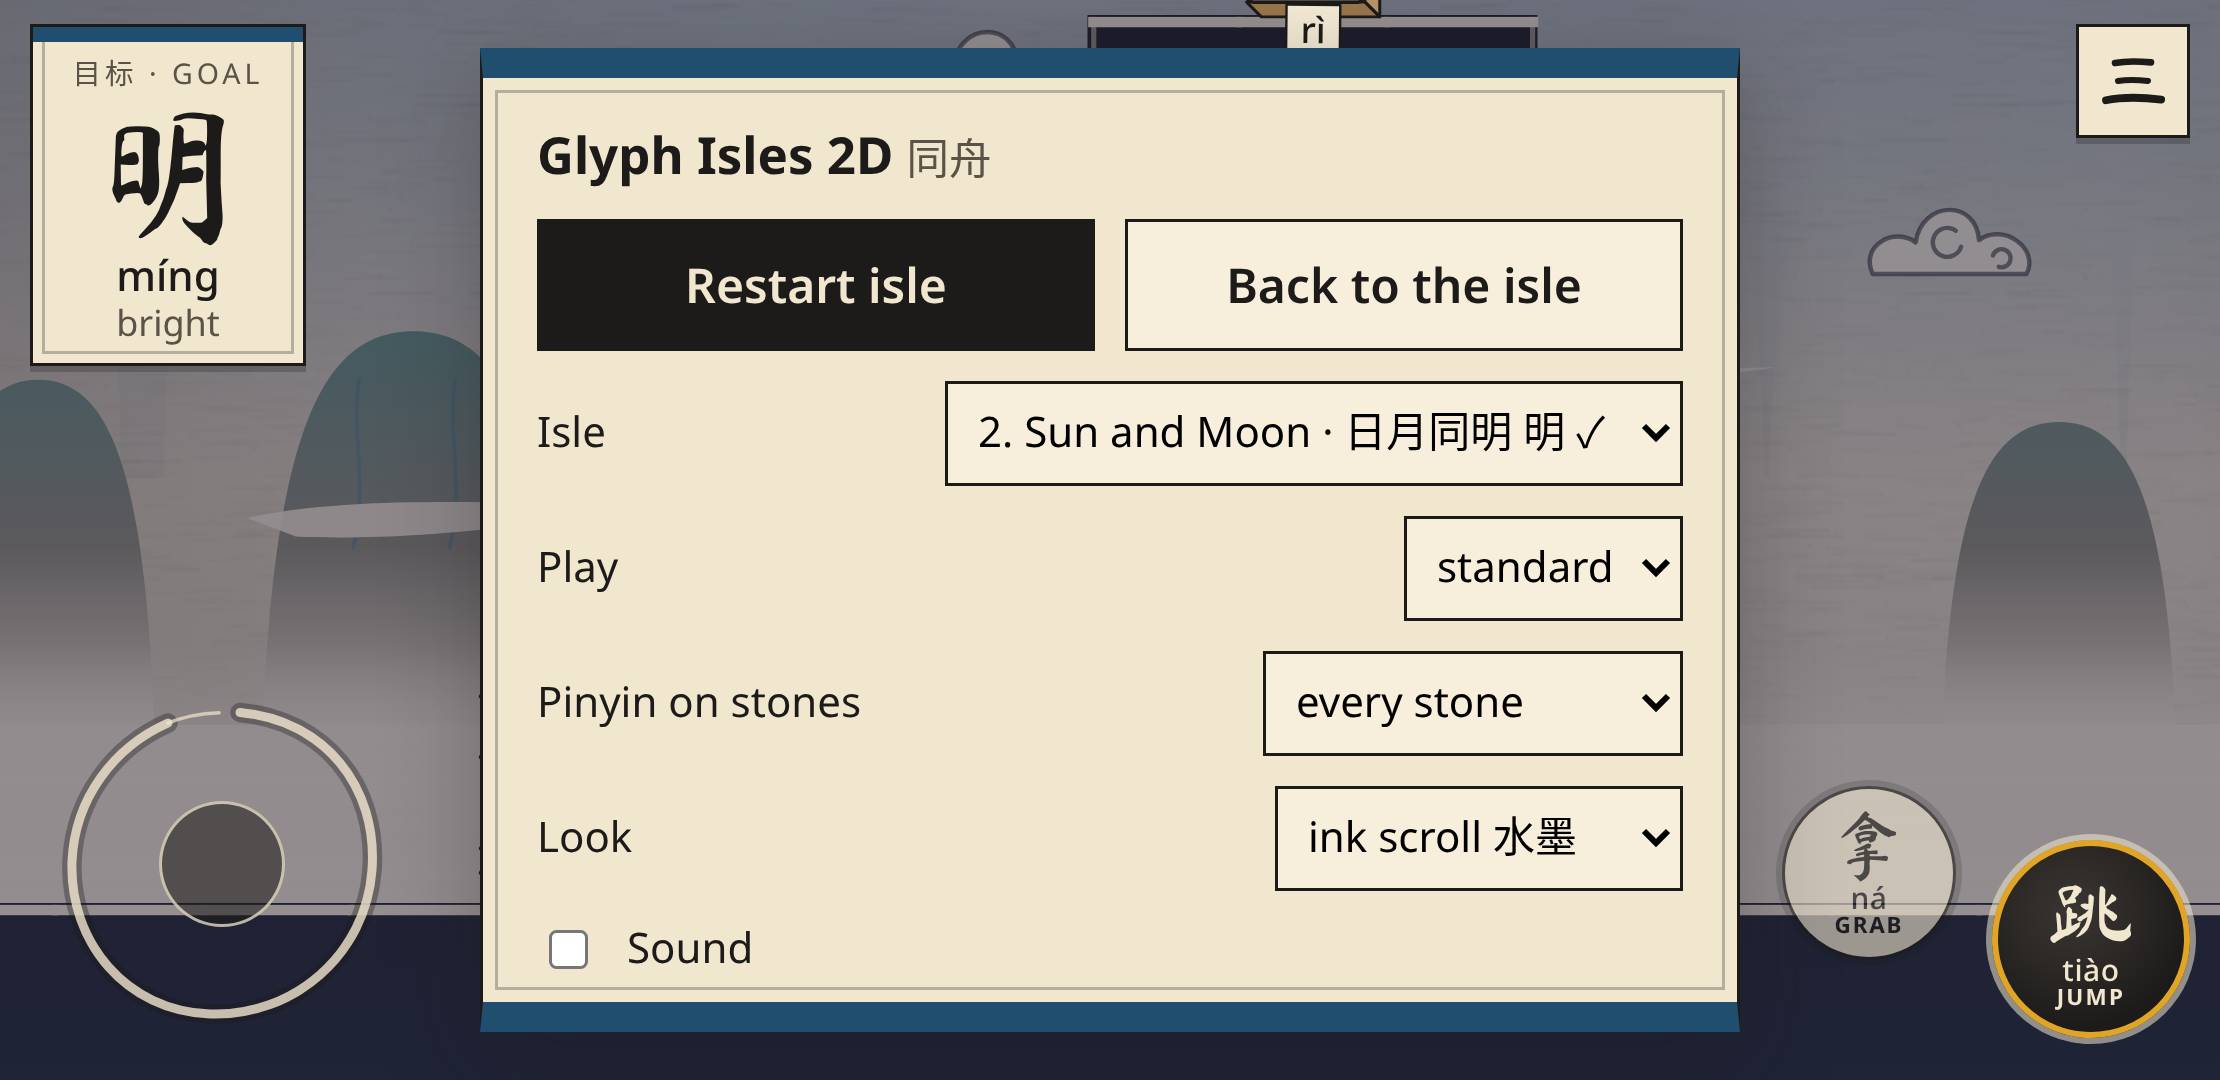 目标 · GOAL
明
míng
bright
rì
三
Glyph Isles 2D 同舟
Restart isle
Back to the isle
Isle
2. Sun and Moon · 日月同明 明 ✓
Play
standard
Pinyin on stones
every stone
Look
ink scroll 水墨
Sound
拿
ná
GRAB
跳
tiào
JUMP